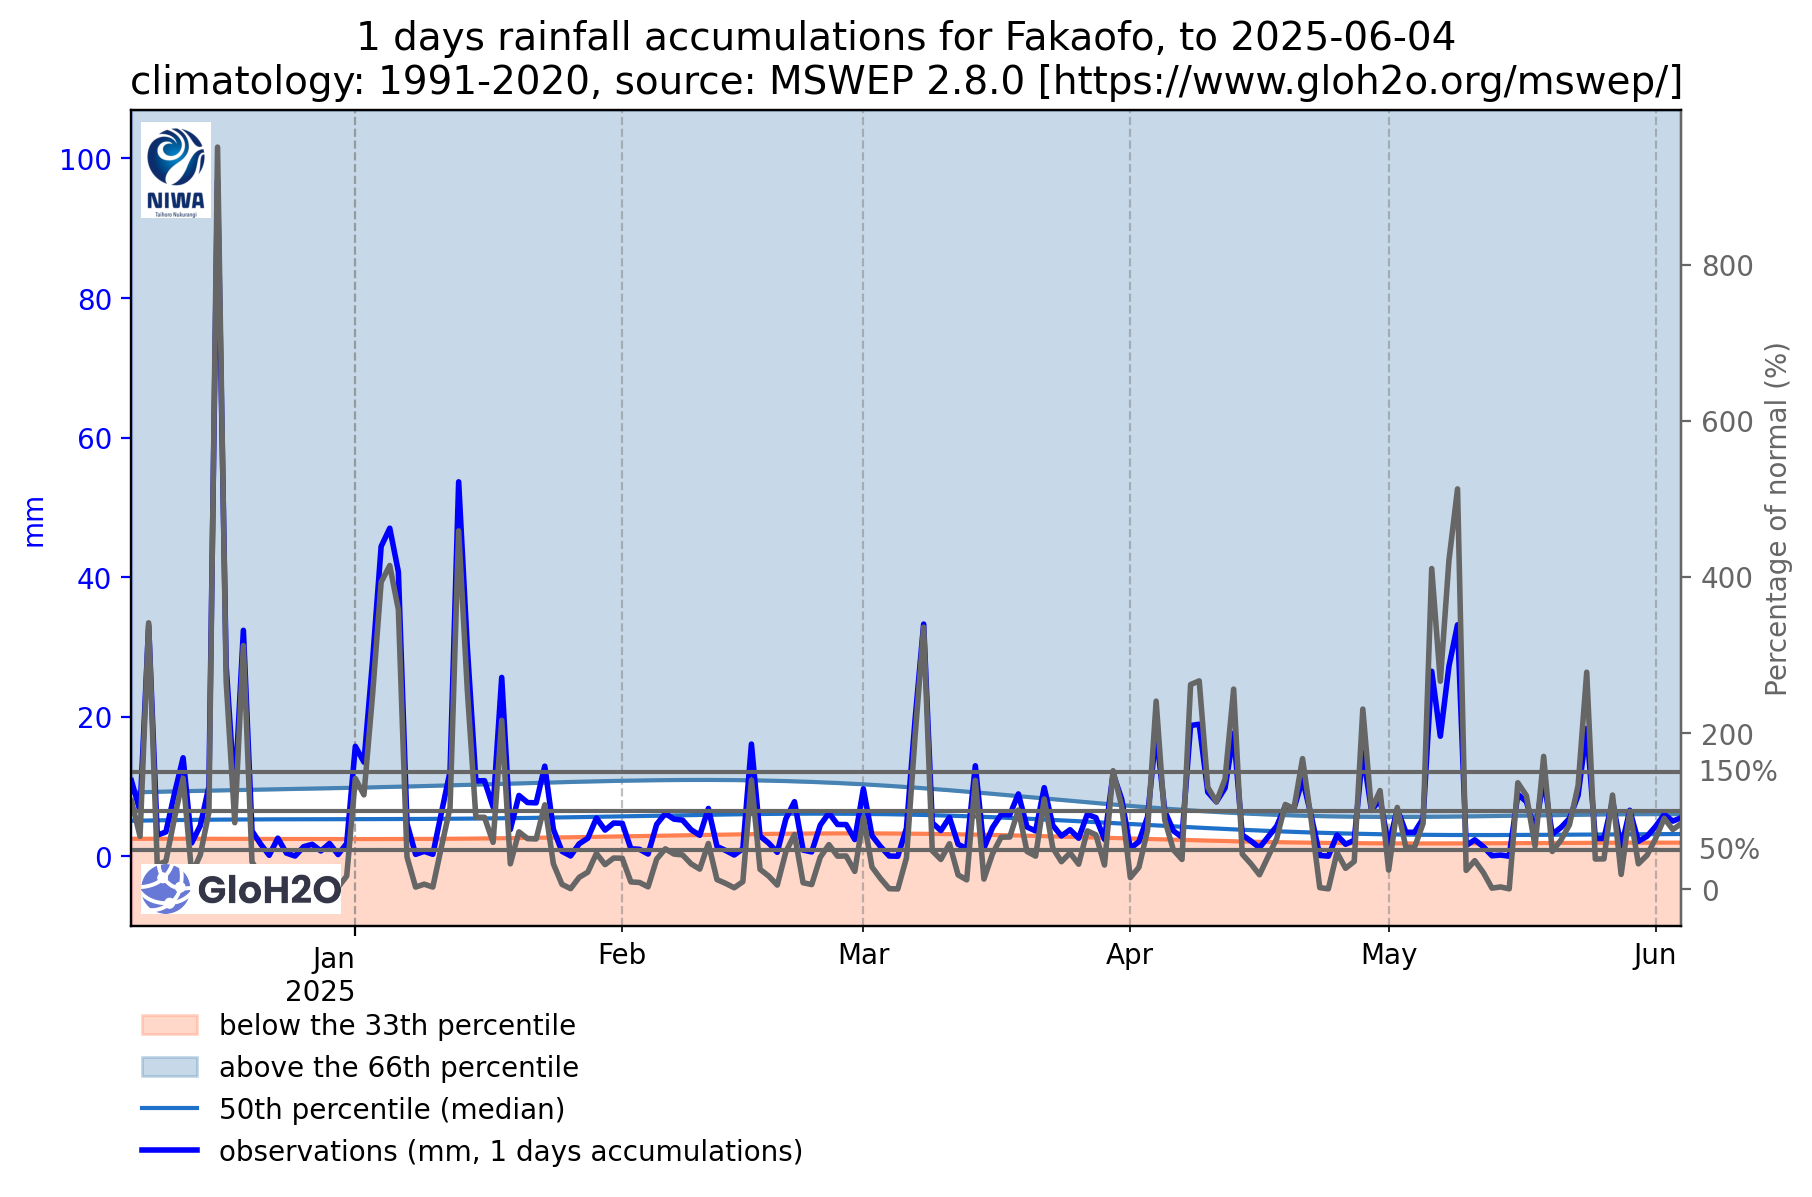 1 days rainfall accumulations for Fakaofo, to 2025-06-04
climatology: 1991-2020, source: MSWEP 2.8.0 [https://www.gloh2o.org/mswep/]
NIWA
Taihoro Nukurangi
100
80
60
40
20
0
mm
800
600
400
200
150%
50%
0
Percentage of normal (%)
GloH2O
Jan
2025
Feb
Mar
Apr
May
Jun
below the 33th percentile
above the 66th percentile
50th percentile (median)
observations (mm, 1 days accumulations)